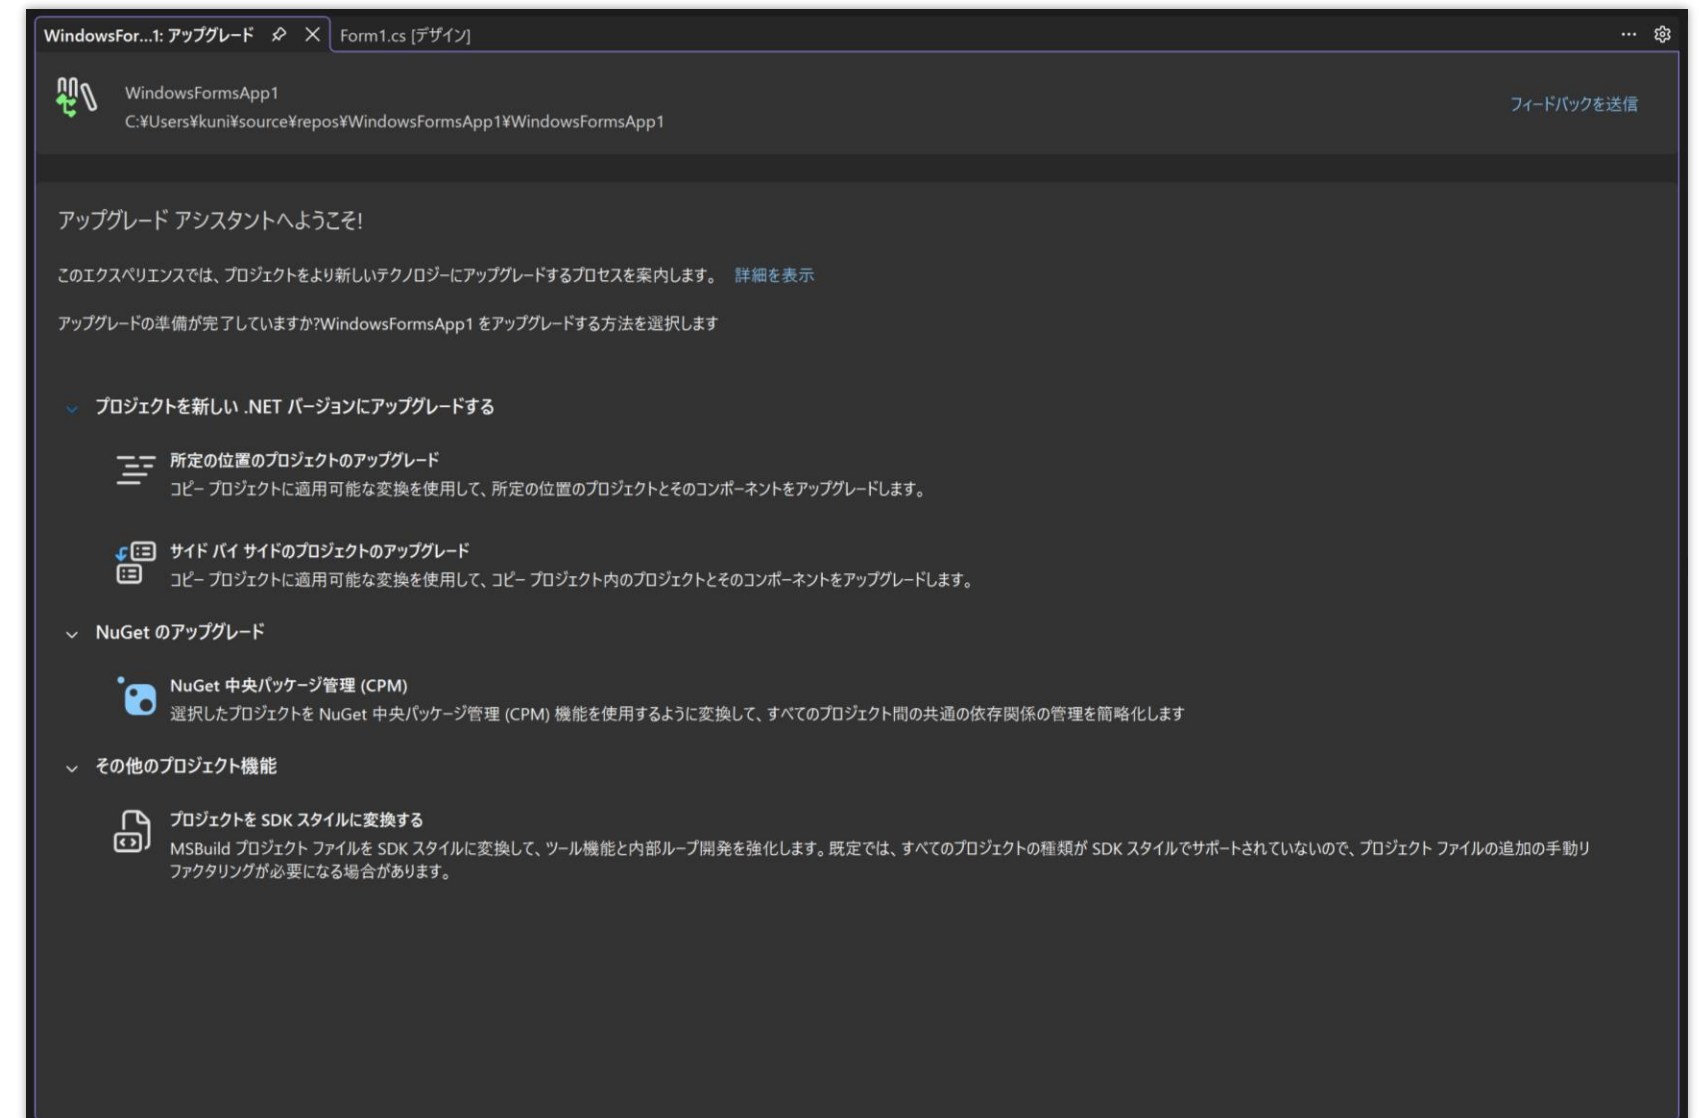 WindowsFor...1: アップグレード
Form1.cs [デザイン]
WindowsFormsApp1
フィードバックを送信
C:¥Users¥kuni¥source¥repos¥WindowsFormsApp1¥WindowsFormsApp1
アップグレード アシスタントへようこそ!
このエクスペリエンスでは、プロジェクトをより新しいテクノロジーにアップグレードするプロセスを案内します。 詳細を表示
アップグレードの準備が完了していますか?WindowsFormsApp1 をアップグレードする方法を選択します
プロジェクトを新しい .NET バージョンにアップグレードする
所定の位置のプロジェクトのアップグレード
コピー プロジェクトに適用可能な変換を使用して、所定の位置のプロジェクトとそのコンポーネントをアップグレードします。
サイド バイ サイドのプロジェクトのアップグレード
コピー プロジェクトに適用可能な変換を使用して、コピー プロジェクト内のプロジェクトとそのコンポーネントをアップグレードします。
NuGet のアップグレード
NuGet 中央パッケージ管理 (CPM)
選択したプロジェクトを NuGet 中央パッケージ管理 (CPM) 機能を使用するように変換して、すべてのプロジェクト間の共通の依存関係の管理を簡略化します
その他のプロジェクト機能
プロジェクトを SDK スタイルに変換する
MSBuild プロジェクト ファイルを SDK スタイルに変換して、ツール機能と内部ループ開発を強化します。既定では、すべてのプロジェクトの種類が SDK スタイルでサポートされていないので、プロジェクト ファイルの追加の手動リ
ファクタリングが必要になる場合があります。